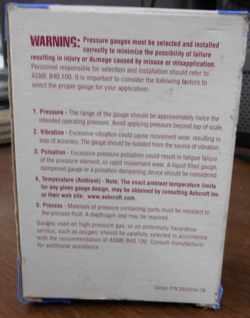 WARNING: Pressure gauges must be selected and installed
correctly to minimize the possibility of failure
resulting in injury or damage caused by misuse or misapplication.
Personnel responsible for selection and installation should refer to
ASME B40.100. It is important to consider the following factors to
select the proper gauge for your application:
1. Pressure - The range of the gauge should be approximately twice the
intended operating pressure. Avoid applying pressure beyond top of scale.
2. Vibration - Excessive vibration could cause movement wear, resulting in
loss of accuracy. The gauge should be isolated from the source of vibration.
3. Pulsation - Excessive pressure pulsation could result in fatigue failure
of the pressure element, or rapid movement wear. A liquid filled gauge,
dampened gauge or a pulsation dampening device should be considered
4. Temperature (Ambient) - Note: The exact ambient temperature limits
for any given gauge design, may be obtained by consulting Ashcroft Inc.
or their web site: www.ashcroft.com.
5. Process - Materials of pressure containing parts must be resistant to
the process fluid. A diaphragm seal may be required.
Gauges used on high pressure gas, or on potentially hazardous
service, such as oxygen, should be carefully selected in accordance
with the recommendation of ASME B40.100. Consult manufacturer
for additional assistance.